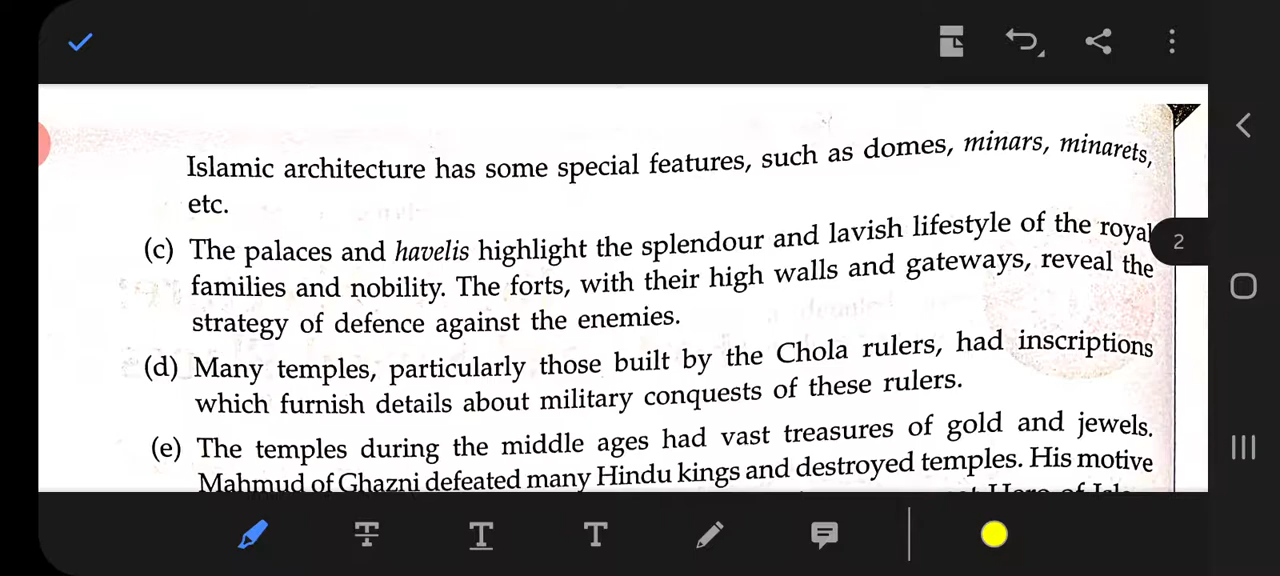 Islamic architecture has some special features, such as domes, minars, minarets,
etc.
(c) The palaces and havelis highlight the splendour and lavish lifestyle of the royal
families and nobility. The forts, with their high walls and gateways, reveal the
strategy of defence against the enemies.
(d) Many temples, particularly those built by the Chola rulers, had inscriptions
which furnish details about military conquests of these rulers.
(e) The temples during the middle ages had vast treasures of gold and jewels.
Mahmud of Ghazni defeated many Hindu kings and destroyed temples. His motive
2
T T T